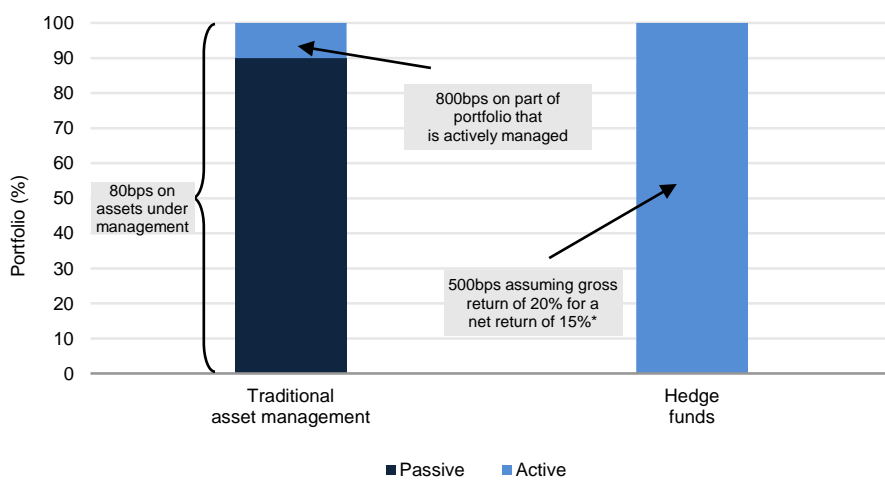 100
90
80
70
60
50
40
30
20
10
0
Portfolio (%)
80bps on
assets under
management
800bps on part of
portfolio that
is actively managed
500bps assuming gross
return of 20% for a
net return of 15%*
Traditional
asset management
Hedge
funds
Passive
Active